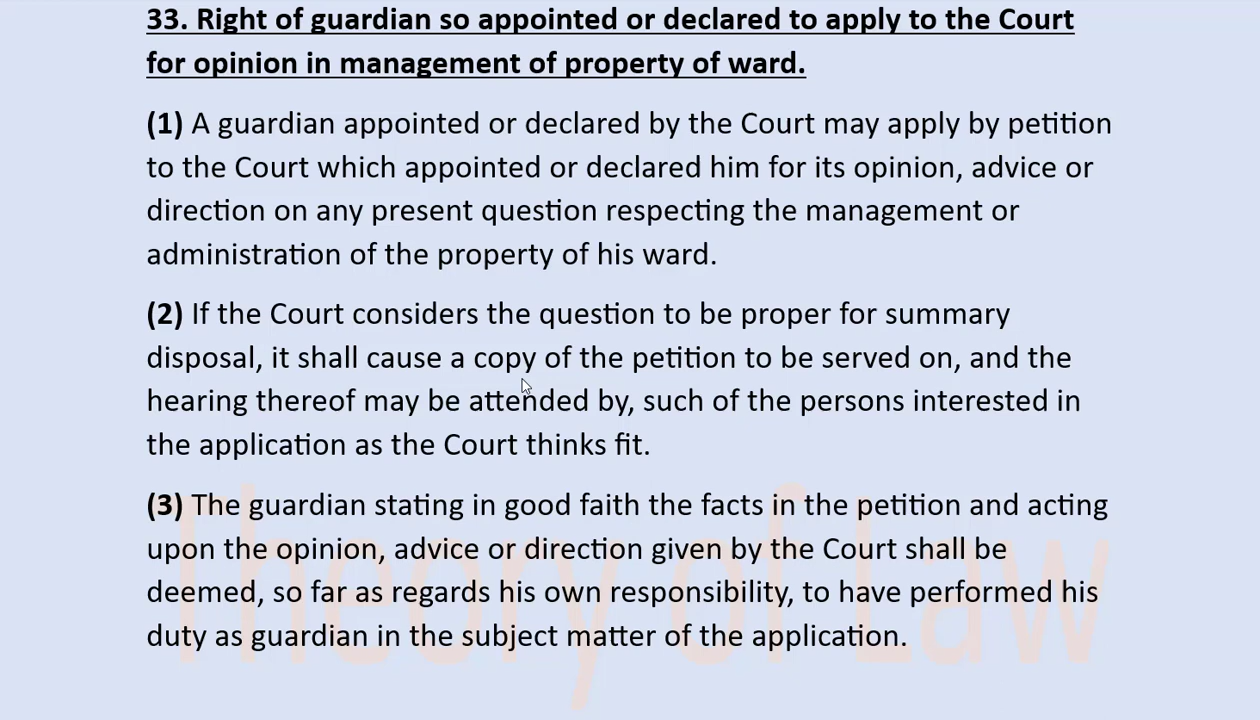 33. Right of guardian so appointed or declared to apply to the Court
for opinion in management of property of ward.
(1) A guardian appointed or declared by the Court may apply by petition
to the Court which appointed or declared him for its opinion, advice or
direction on any present question respecting the management or
administration of the property of his ward.
(2) If the Court considers the question to be proper for summary
disposal, it shall cause a copy of the petition to be served on, and the
hearing thereof may be attended by, such of the persons interested in
the application as the Court thinks fit.
(3) The guardian stating in good faith the facts in the petition and acting
upon the opinion, advice or direction given by the Court shall be
deemed, so far as regards his own responsibility, to have performed his
duty as guardian in the subject matter of the application.
Theory of Law